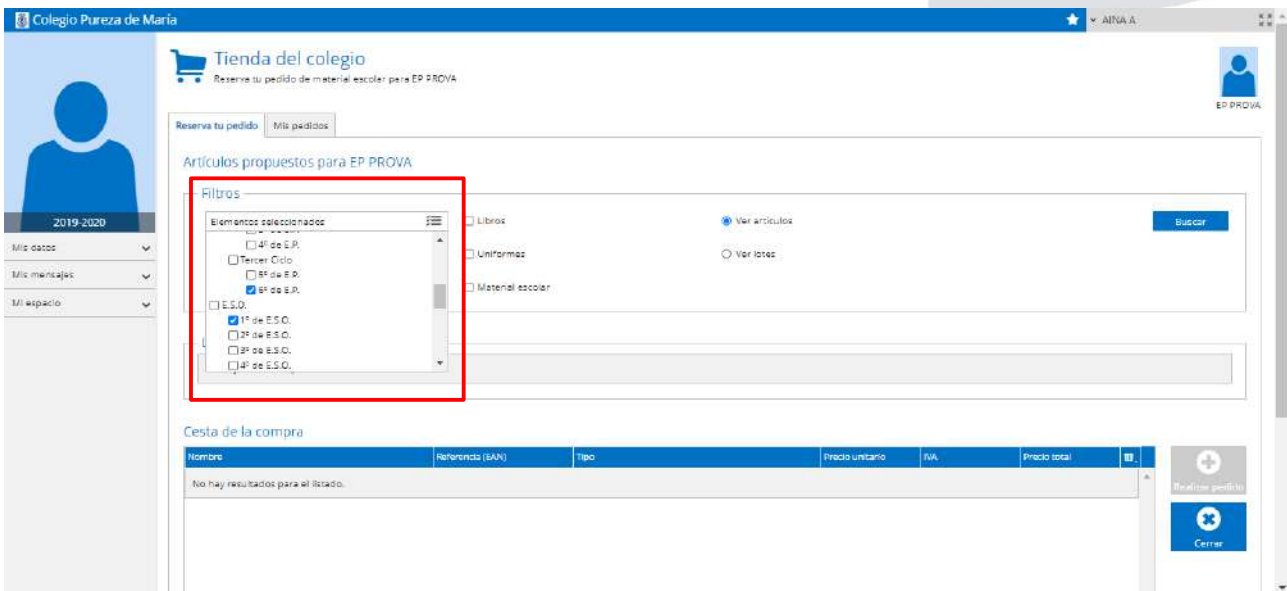 Colegio Pureza de María
AINA A
Tienda del colegio
Reserva tu pedido de material escolar para EP PROVA
EP PROVA
Reserva tu pedido
Mis pedidos
Artículos propuestos para EP PROVA
Filtros
2019-2020
Mis datos
Mis mensajes
Mi espacio
Elementos seleccionados
4º de E.P.
Tercer Ciclo
5º de E.P.
6º de E.P.
E.S.O.
1º de E.S.O.
2º de E.S.O.
3º de E.S.O.
4º de E.S.O.
Libros
Uniformes
Material escolar
Ver artículos
Ver lotes
Buscar
Cesta de la compra
Nombre
Referencia (EAN)
Tipo
Precio unitario
IVA
Precio total
No hay resultados para el listado.
Realizar pedido
Cerrar